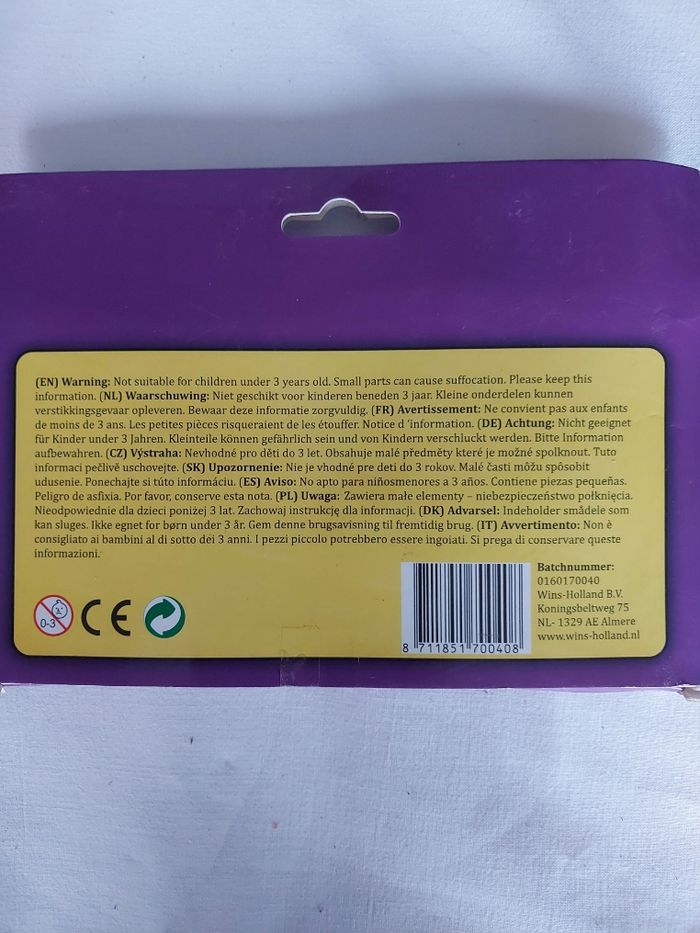 (EN) Warning: Not suitable for children under 3 years old. Small parts can cause suffocation. Please keep this
information. (NL) Waarschuwing: Niet geschikt voor kinderen beneden 3 jaar. Kleine onderdelen kunnen
verstikkingsgevaar opleveren. Bewaar deze informatie zorgvuldig. (FR) Avertissement: Ne convient pas aux enfants
de moins de 3 ans. Les petites pièces risqueraient de les étouffer. Notice d 'information. (DE) Achtung: Nicht geeignet
für Kinder under 3 Jahren. Kleinteile können gefährlich sein und von Kindern verschluckt werden. Bitte Information
aufbewahren. (CZ) Výstraha: Nevhodné pro děti do 3 let. Obsahuje malé předměty které je možné spolknout. Tuto
informaci pečlivě uschovejte. (SK) Upozornenie: Nie je vhodné pre deti do 3 rokov. Malé časti môžu spôsobit
udusenie. Ponechajte si túto informáciu. (ES) Aviso: No apto para niñosmenores a 3 años. Contiene piezas pequeñas.
Peligro de asfixia. Por favor, conserve esta nota. (PL) Uwaga: Zawiera małe elementy – niebezpieczeństwo połknięcia.
Nieodpowiednie dla dzieci poniżej 3 lat. Zachowaj instrukcję dla informacji. (DK) Advarsel: Indeholder smådele som
kan sluges. Ikke egnet for børn under 3 år. Gem denne brugsavisning til fremtidig brug. (IT) Avvertimento: Non è
consigliato ai bambini al di sotto dei 3 anni. I pezzi piccolo potrebbero essere ingoiati. Si prega di conservare queste
informazioni.
0-3
CE
8 711851 700408
Batchnummer:
0160170040
Wins-Holland B.V.
Koningsbeltweg 75
NL- 1329 AE Almere
www.wins-holland.nl